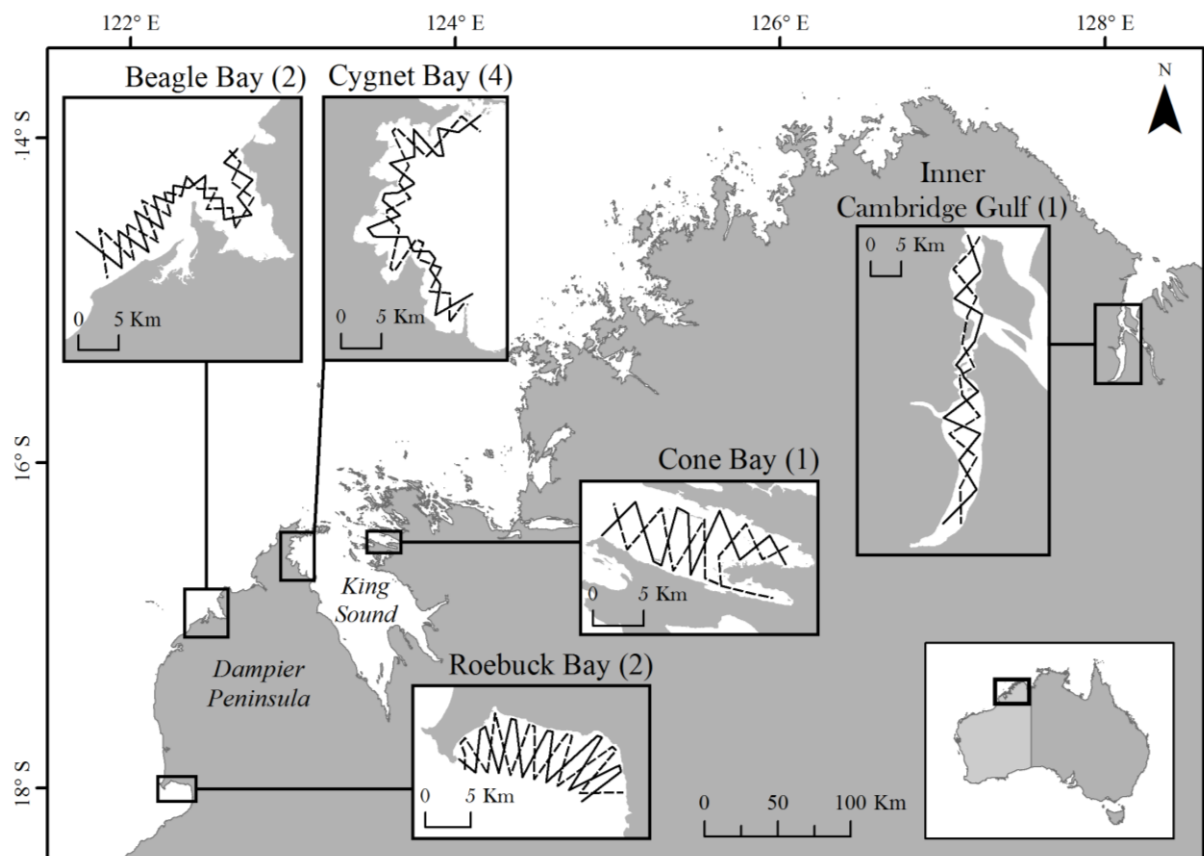 122° E
124° E
126° E
128° E
14° S
16° S
18° S
N
Beagle Bay (2)
0 5 Km
Cygnet Bay (4)
0 5 Km
Inner
Cambridge Gulf (1)
0 5 Km
Cone Bay (1)
0 5 Km
King
Sound
Dampier
Peninsula
Roebuck Bay (2)
0 5 Km
0 50 100 Km